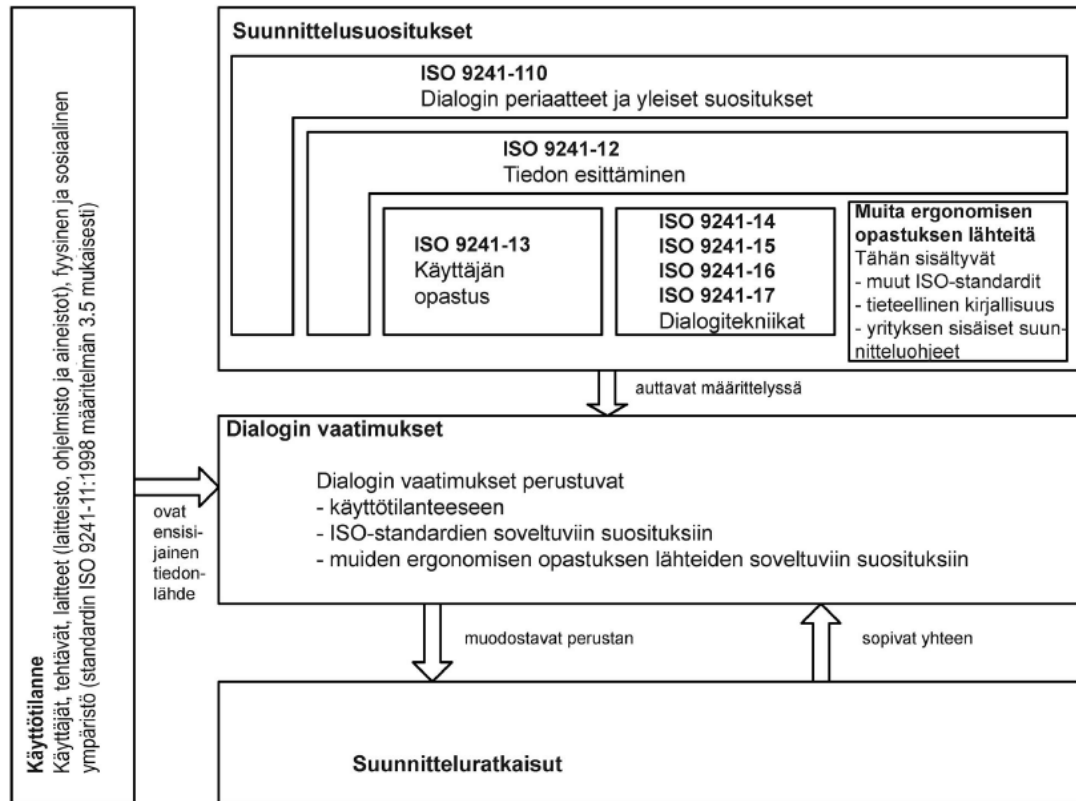 Käyttötilanne
Käyttäjät, tehtävät, laitteet (laitteisto, ohjelmisto ja aineistot), fyysinen ja sosiaalinen
ympäristö (standardin ISO 9241-11:1998 määritelmän 3.5 mukaisesti)
Suunnittelusuositukset
ISO 9241-110
Dialogin periaatteet ja yleiset suositukset
ISO 9241-12
Tiedon esittäminen
ISO 9241-13
Käyttäjän
opastus
ISO 9241-14
ISO 9241-15
ISO 9241-16
ISO 9241-17
Dialogitekniikat
Muita ergonomisen
opastuksen lähteitä
Tähän sisältyvät
- muut ISO-standardit
- tieteellinen kirjallisuus
- yrityksen sisäiset suun-
nitteluohjeet
auttavat määrittelyssä
ovat
ensisi-
jainen
tiedon-
lähde
Dialogin vaatimukset
Dialogin vaatimukset perustuvat
- käyttötilanteeseen
- ISO-standardien soveltuviin suosituksiin
- muiden ergonomisen opastuksen lähteiden soveltuviin suosituksiin
muodostavat perustan
sopivat yhteen
Suunnitteluratkaisut